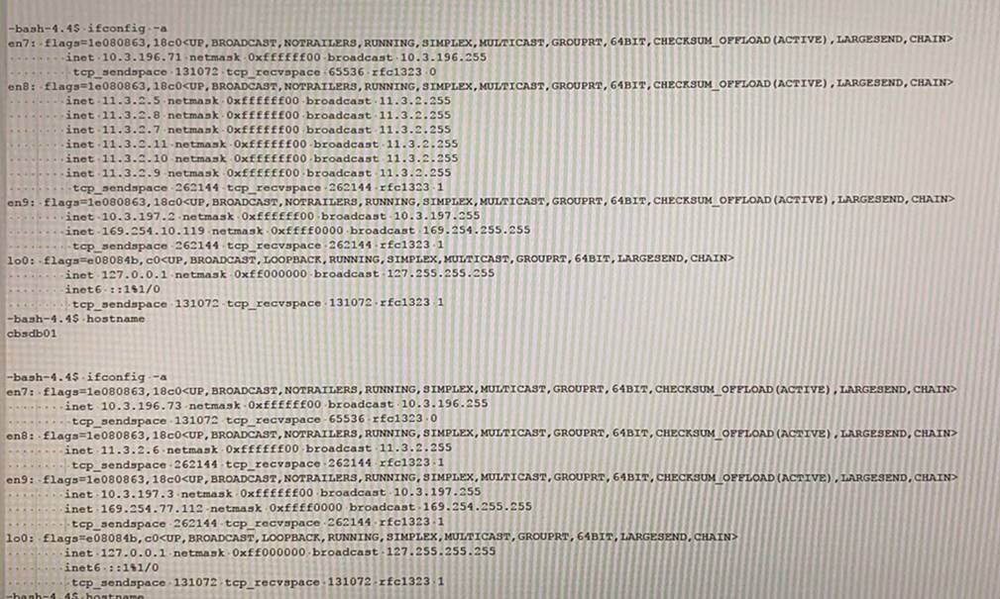 -bash-4.4$ ifconfig -a
en7: flags=1e080863,18c0<UP,BROADCAST,NOTRAILERS,RUNNING,SIMPLEX,MULTICAST,GROUPRT,64BIT,CHECKSUM_OFFLOAD(ACTIVE),LARGESEND,CHAIN>
inet 10.3.196.71 netmask 0xffffff00 broadcast 10.3.196.255
tcp_sendspace 131072 tcp_recvspace 65536 rfc1323 0
en8: flags=1e080863,18c0<UP,BROADCAST,NOTRAILERS,RUNNING,SIMPLEX,MULTICAST,GROUPRT,64BIT,CHECKSUM_OFFLOAD(ACTIVE),LARGESEND,CHAIN>
inet 11.3.2.5 netmask 0xffffff00 broadcast 11.3.2.255
inet 11.3.2.8 netmask 0xffffff00 broadcast 11.3.2.255
inet 11.3.2.7 netmask 0xffffff00 broadcast 11.3.2.255
inet 11.3.2.11 netmask 0xffffff00 broadcast 11.3.2.255
inet 11.3.2.10 netmask 0xffffff00 broadcast 11.3.2.255
inet 11.3.2.9 netmask 0xffffff00 broadcast 11.3.2.255
tcp_sendspace 262144 tcp_recvspace 262144 rfc1323 1
en9: flags=1e080863,18c0<UP,BROADCAST,NOTRAILERS,RUNNING,SIMPLEX,MULTICAST,GROUPRT,64BIT,CHECKSUM_OFFLOAD(ACTIVE),LARGESEND,CHAIN>
inet 10.3.197.2 netmask 0xffffff00 broadcast 10.3.197.255
inet 169.254.10.119 netmask 0xffff0000 broadcast 169.254.255.255
tcp_sendspace 262144 tcp_recvspace 262144 rfc1323 1
lo0: flags=e08084b,c0<UP,BROADCAST,LOOPBACK,RUNNING,SIMPLEX,MULTICAST,GROUPRT,64BIT,LARGESEND,CHAIN>
inet 127.0.0.1 netmask 0xff000000 broadcast 127.255.255.255
inet6 ::1%1/0
tcp_sendspace 131072 tcp_recvspace 131072 rfc1323 1
-bash-4.4$ hostname
cbsdb01
-bash-4.4$ ifconfig -a
en7: flags=1e080863,18c0<UP,BROADCAST,NOTRAILERS,RUNNING,SIMPLEX,MULTICAST,GROUPRT,64BIT,CHECKSUM_OFFLOAD(ACTIVE),LARGESEND,CHAIN>
inet 10.3.196.73 netmask 0xffffff00 broadcast 10.3.196.255
tcp_sendspace 131072 tcp_recvspace 65536 rfc1323 0
en8: flags=1e080863,18c0<UP,BROADCAST,NOTRAILERS,RUNNING,SIMPLEX,MULTICAST,GROUPRT,64BIT,CHECKSUM_OFFLOAD(ACTIVE),LARGESEND,CHAIN>
inet 11.3.2.6 netmask 0xffffff00 broadcast 11.3.2.255
tcp_sendspace 262144 tcp_recvspace 262144 rfc1323 1
en9: flags=1e080863,18c0<UP,BROADCAST,NOTRAILERS,RUNNING,SIMPLEX,MULTICAST,GROUPRT,64BIT,CHECKSUM_OFFLOAD(ACTIVE),LARGESEND,CHAIN>
inet 10.3.197.3 netmask 0xffffff00 broadcast 10.3.197.255
inet 169.254.77.112 netmask 0xffff0000 broadcast 169.254.255.255
tcp_sendspace 262144 tcp_recvspace 262144 rfc1323 1
lo0: flags=e08084b,c0<UP,BROADCAST,LOOPBACK,RUNNING,SIMPLEX,MULTICAST,GROUPRT,64BIT,LARGESEND,CHAIN>
inet 127.0.0.1 netmask 0xff000000 broadcast 127.255.255.255
inet6 ::1%1/0
tcp_sendspace 131072 tcp_recvspace 131072 rfc1323 1
-bash-4.4$ hostname